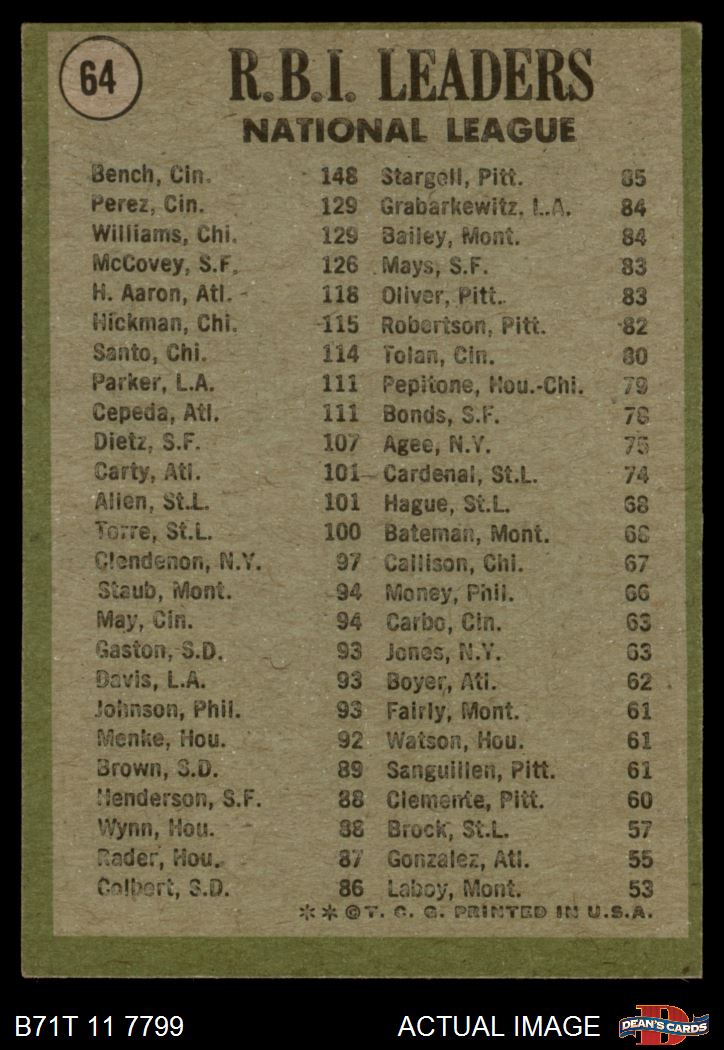 64
R.B.I. LEADERS
NATIONAL LEAGUE
Bench, Cin. 148
Perez, Cin. 129
Williams, Chi. 129
McCovey, S.F. 126
H. Aaron, Atl. 118
Hickman, Chi. 115
Santo, Chi. 114
Parker, L.A. 111
Cepeda, Atl. 111
Dietz, S.F. 107
Carty, Atl. 101
Allen, St.L. 101
Torre, St.L. 100
Clendenon, N.Y. 97
Staub, Mont. 94
May, Cin. 94
Gaston, S.D. 93
Davis, L.A. 93
Johnson, Phil. 93
Menke, Hou. 92
Brown, S.D. 89
Henderson, S.F. 88
Wynn, Hou. 88
Rader, Hou. 87
Colbert, S.D. 86
Stargell, Pitt. 85
Grabarkewitz, L.A. 84
Bailey, Mont. 84
Mays, S.F. 83
Oliver, Pitt. 83
Robertson, Pitt. 82
Tolan, Cin. 80
Pepitone, Hou.-Chi. 79
Bonds, S.F. 78
Agee, N.Y. 75
Cardenal, St.L. 74
Hague, St.L. 68
Bateman, Mont. 68
Callison, Chi. 67
Money, Phil. 66
Carbo, Cin. 63
Jones, N.Y. 63
Boyer, Atl. 62
Fairly, Mont. 61
Watson, Hou. 61
Sanguillen, Pitt. 61
Clemente, Pitt. 60
Brock, St.L. 57
Gonzalez, Atl. 55
Laboy, Mont. 53
**©T. C. G. PRINTED IN U.S.A.
B71T 11 7799 ACTUAL IMAGE
D
DEAN'S CARDS